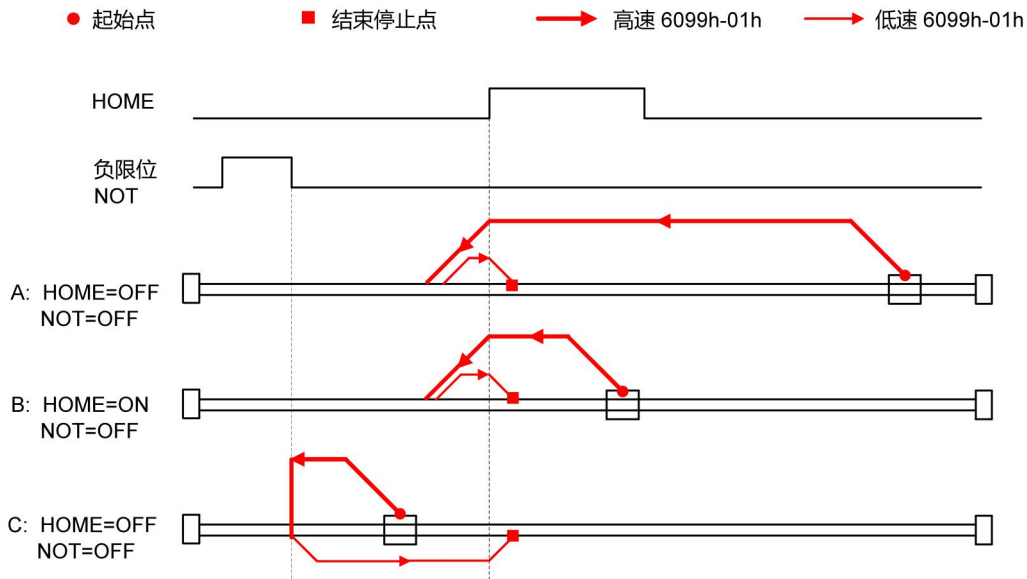 起始点 结束停止点 高速 6099h-01h 低速 6099h-01h
HOME
负限位
NOT
A: HOME=OFF
NOT=OFF
B: HOME=ON
NOT=OFF
C: HOME=OFF
NOT=OFF